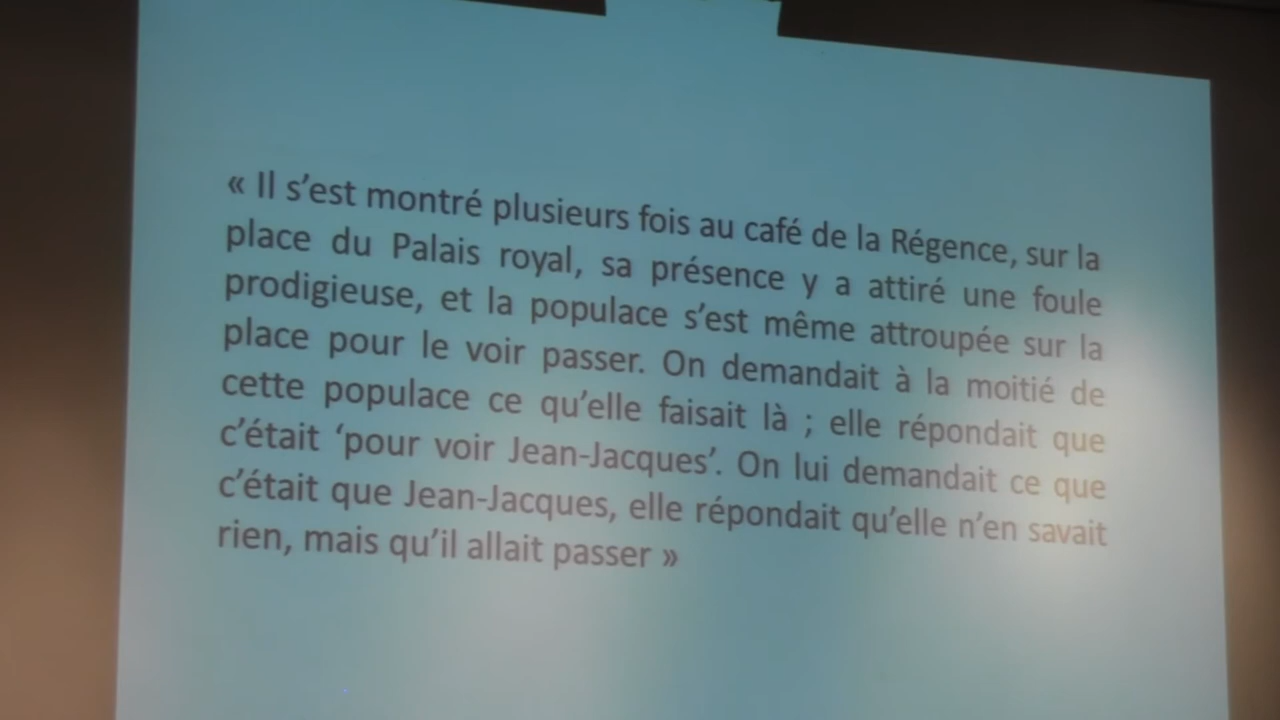 « Il s’est montré plusieurs fois au café de la Régence, sur la
place du Palais royal, sa présence y a attiré une foule
prodigieuse, et la populace s’est même attroupée sur la
place pour le voir passer. On demandait à la moitié de
cette populace ce qu’elle faisait là ; elle répondait que
c’était ‘pour voir Jean-Jacques’. On lui demandait ce que
c’était que Jean-Jacques, elle répondait qu’elle n’en savait
rien, mais qu’il allait passer »